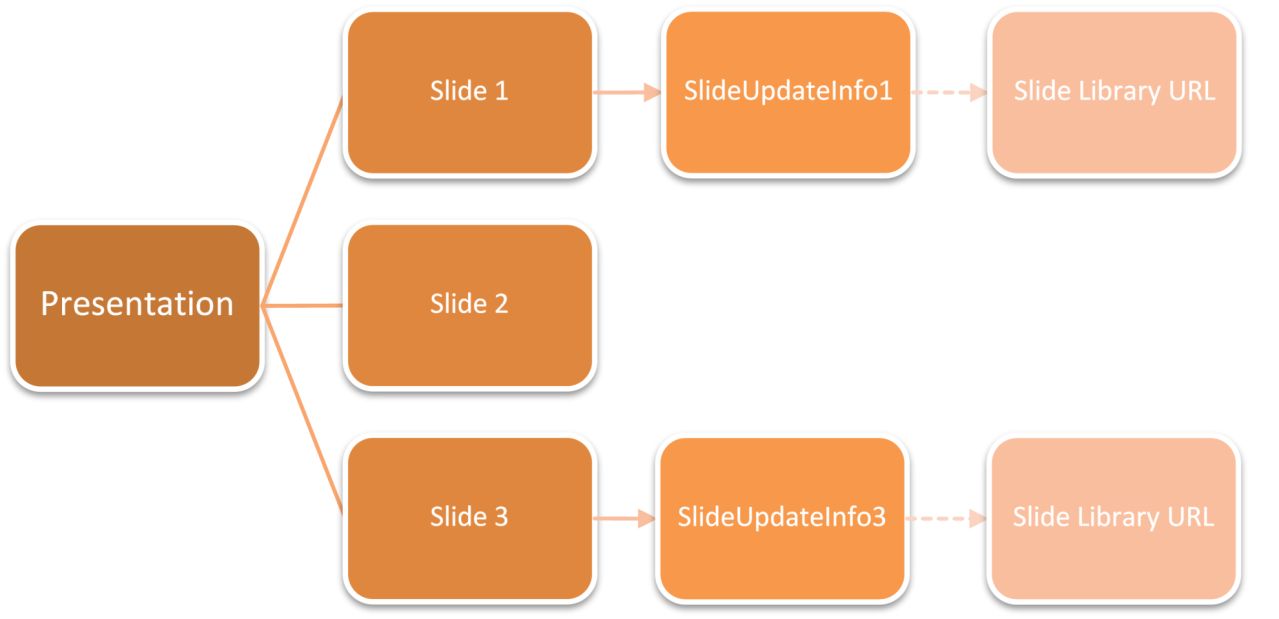 Slide 1
SlideUpdateInfo1
Slide Library URL
Presentation
Slide 2
Slide 3
SlideUpdateInfo3
Slide Library URL